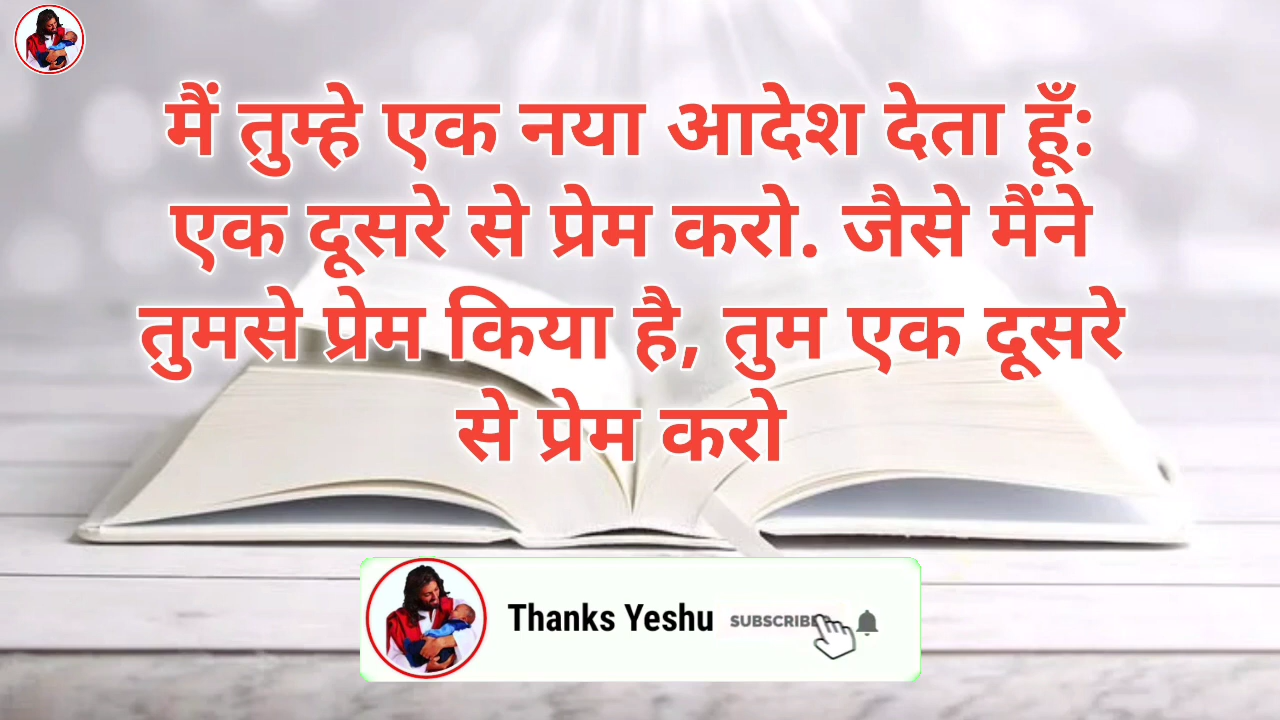 मैं तुम्हे एक नया आदेश देता हूँ:
एक दूसरे से प्रेम करो. जैसे मैंने
तुमसे प्रेम किया है, तुम एक दूसरे
से प्रेम करो
Thanks Yeshu SUBSCRIBE